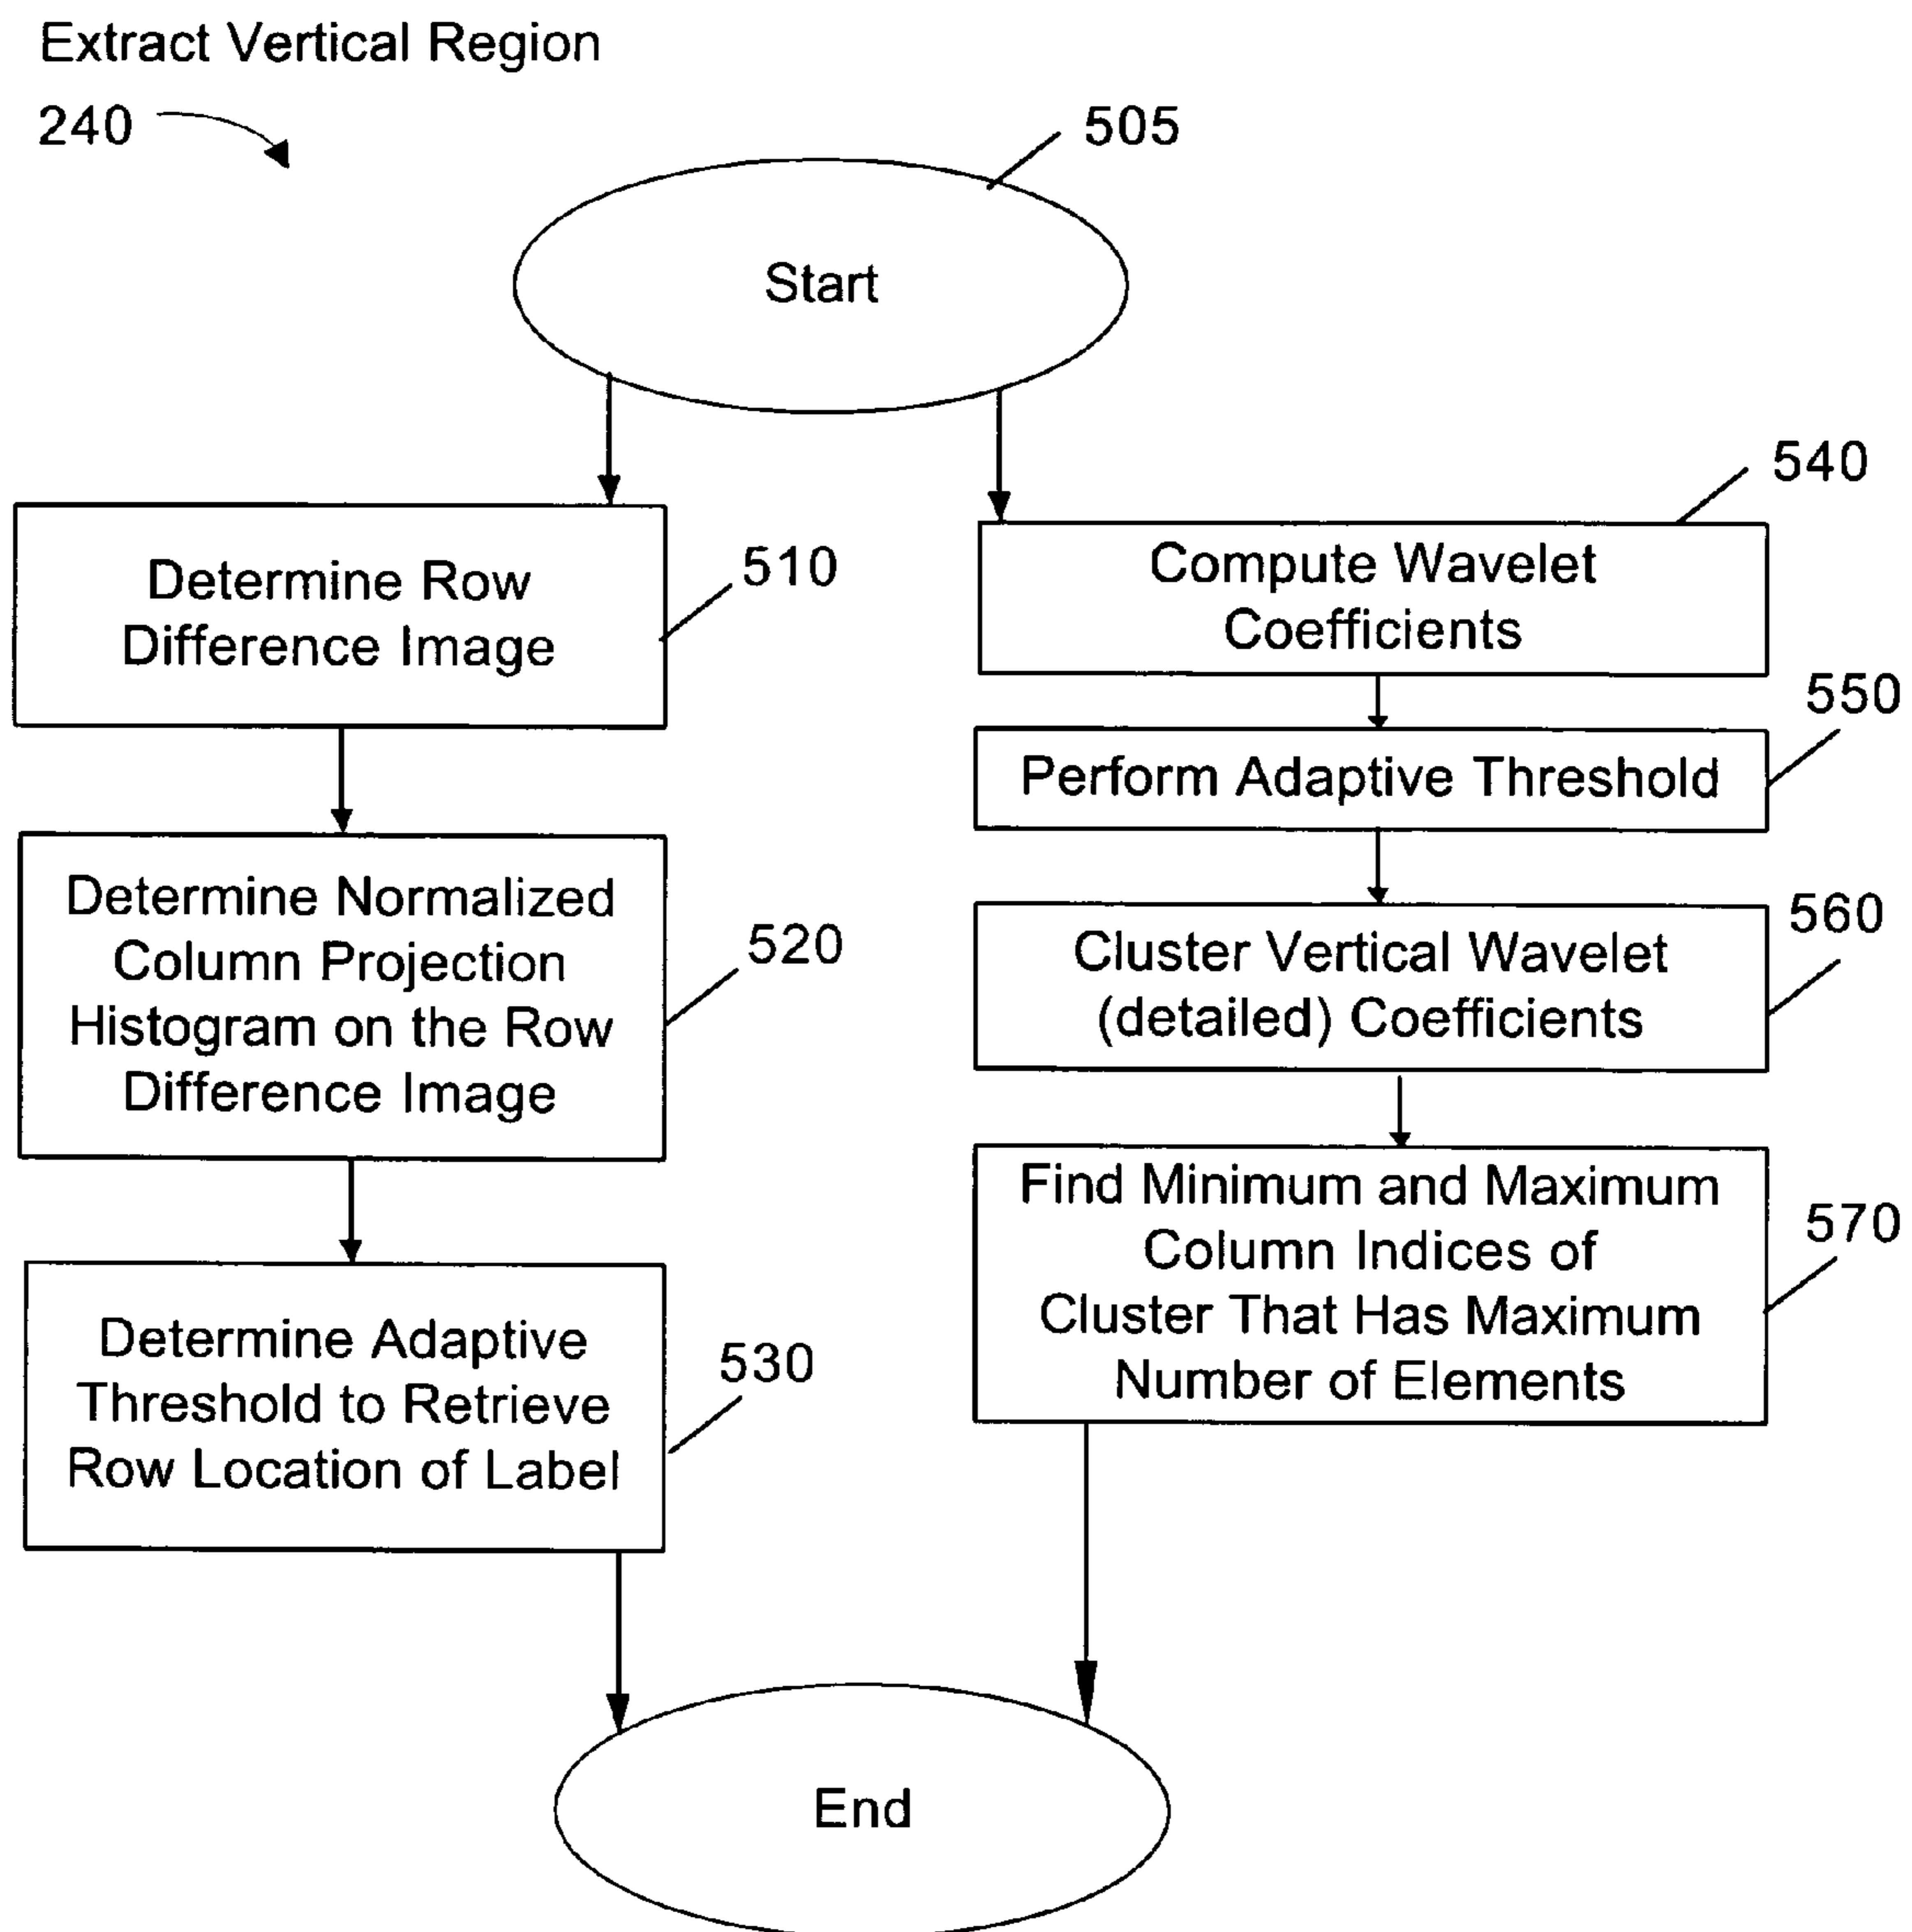 Extract Vertical Region
240
505
Start
Determine Row
Difference Image
510
Determine Normalized
Column Projection
Histogram on the Row
Difference Image
520
Determine Adaptive
Threshold to Retrieve
Row Location of Label
530
540
Compute Wavelet
Coefficients
550
Perform Adaptive Threshold
560
Cluster Vertical Wavelet
(detailed) Coefficients
Find Minimum and Maximum
Column Indices of
Cluster That Has Maximum
Number of Elements
570
End